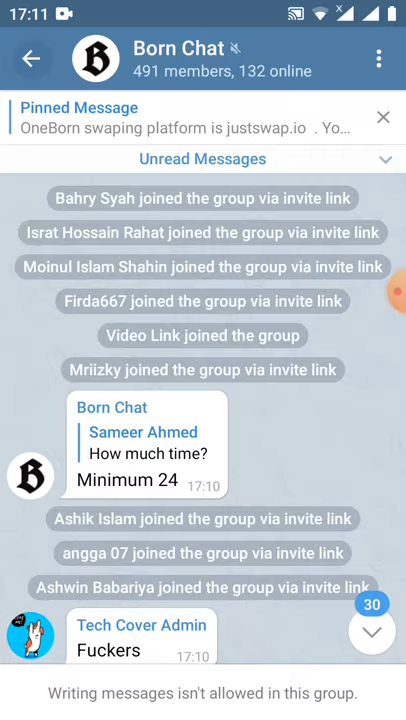 17:11
Born Chat
491 members, 132 online
Pinned Message
OneBorn swaping platform is justswap.io . Yo...
Unread Messages
Bahry Syah joined the group via invite link
Israt Hossain Rahat joined the group via invite link
Moinul Islam Shahin joined the group via invite link
Firda667 joined the group via invite link
Video Link joined the group
Mriizky joined the group via invite link
Born Chat
Sameer Ahmed
How much time?
Minimum 24 17:10
Ashik Islam joined the group via invite link
angga 07 joined the group via invite link
Ashwin Babariya joined the group via invite link
30
Tech Cover Admin
Fuckers 17:10
Writing messages isn't allowed in this group.